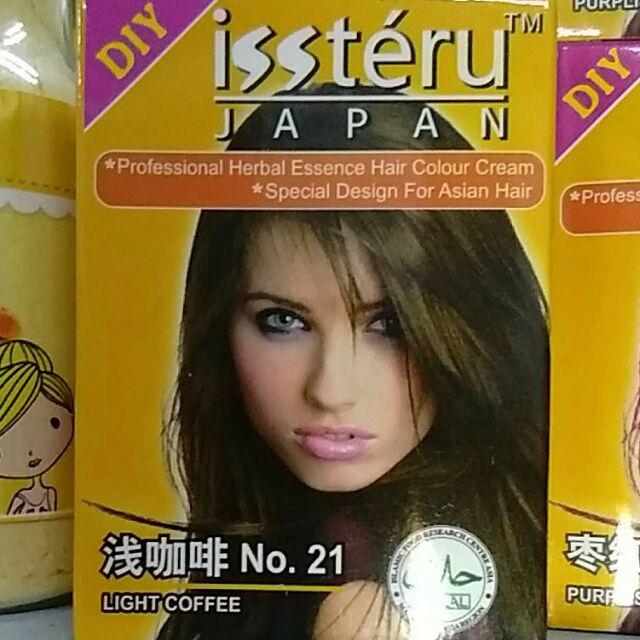 PURPL
DIY
issteru™
JAPAN
*Professional Herbal Essence Hair Colour Cream
*Special Design For Asian Hair
浅咖啡 No. 21
LIGHT COFFEE
حلال
DIY
*Profess
枣
PURP